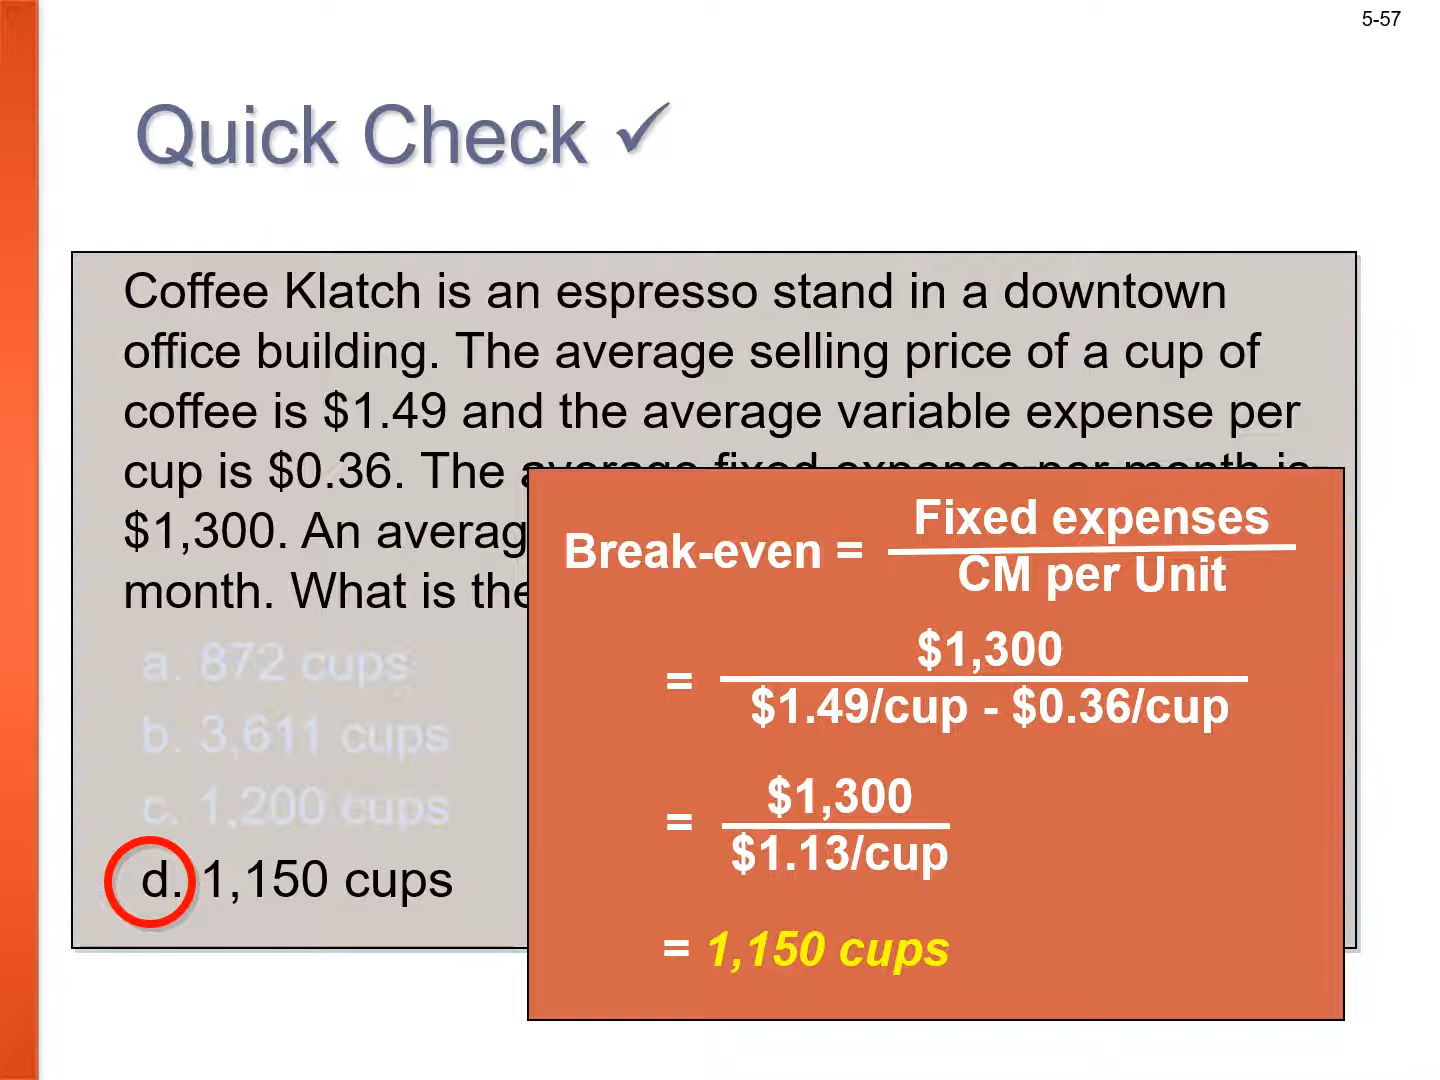 5-57
Quick Check ✓
Coffee Klatch is an espresso stand in a downtown
office building. The average selling price of a cup of
coffee is $1.49 and the average variable expense per
cup is $0.36. The average fixed expense per month is
$1,300. An averag
month. What is the
a. 872 cups
b. 3,611 cups
c. 1,200 cups
d. 1,150 cups
Break-even = Fixed expenses
CM per Unit
= $1,300
$1.49/cup - $0.36/cup
= $1,300
$1.13/cup
= 1,150 cups